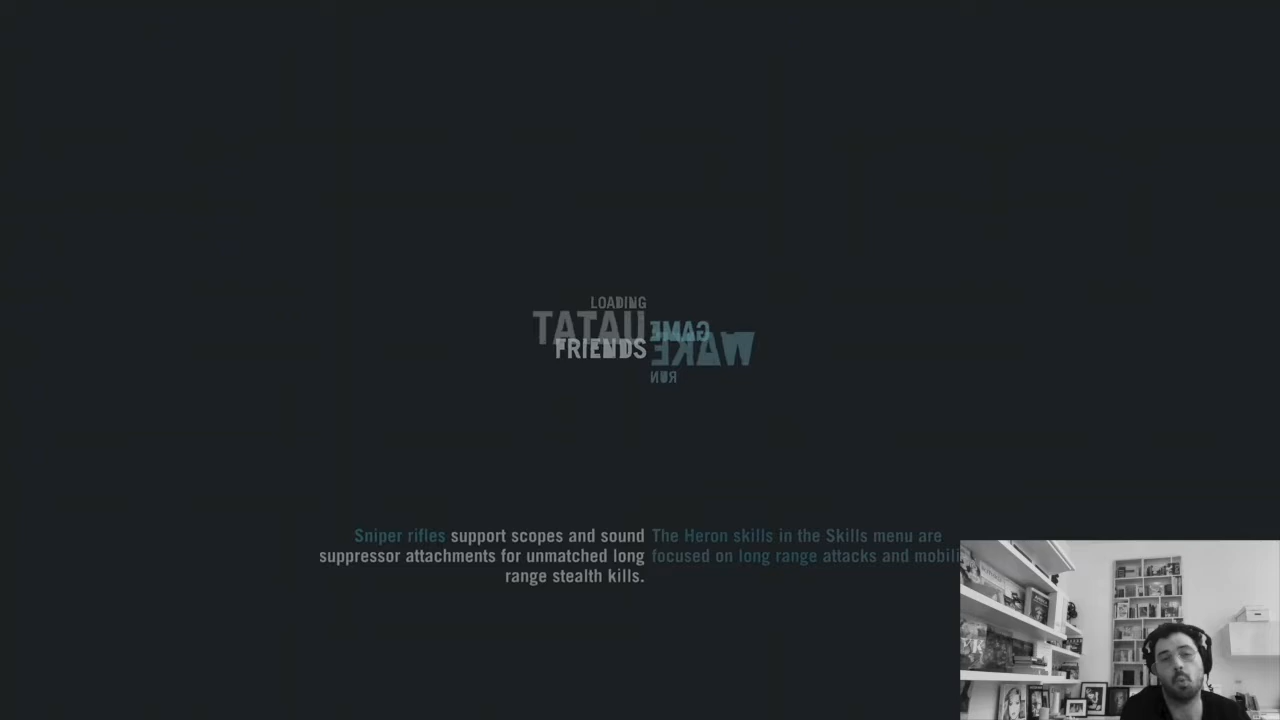 LOADING
TATAU
FRIENDS
GAME
WAKE
RUN
Sniper rifles support scopes and sound
suppressor attachments for unmatched long
range stealth kills.
The Heron skills in the Skills menu are
focused on long range attacks and